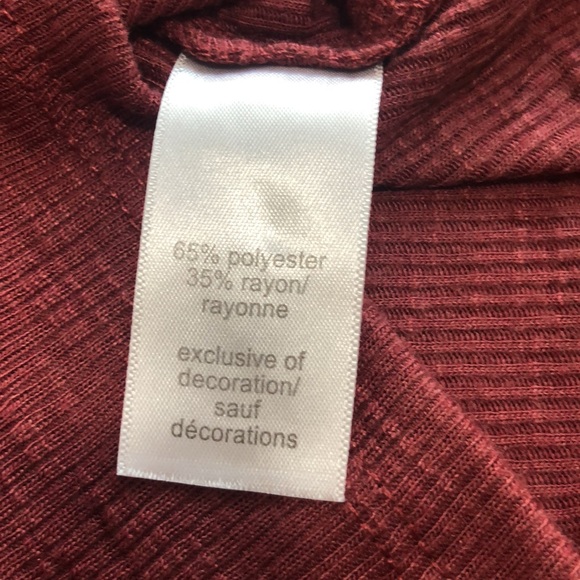 65% polyester
35% rayon/
rayonne
exclusive of
decoration/
sauf
décorations